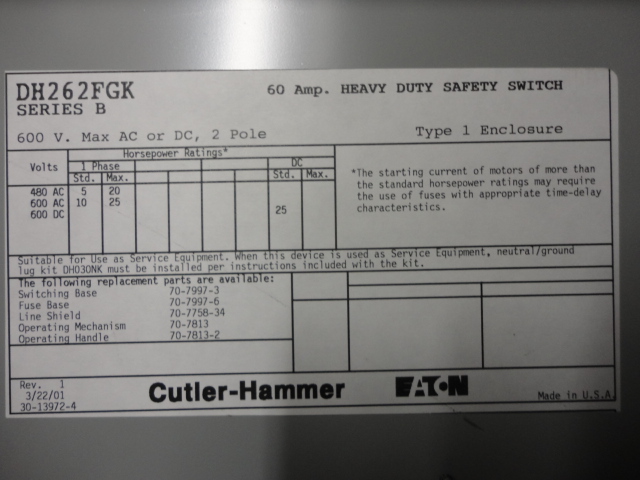 DH262FGK
SERIES B
60 Amp. HEAVY DUTY SAFETY SWITCH
600 V. Max AC or DC, 2 Pole
Type 1 Enclosure
Volts
Horsepower Ratings*
1 Phase
DC
Std. Max.
Std. Max.
480 AC 5 20
600 AC 10 25
600 DC 25
*The starting current of motors of more than
the standard horsepower ratings may require
the use of fuses with appropriate time-delay
characteristics.
Suitable for Use as Service Equipment. When this device is used as Service Equipment, neutral/ground
lug kit DH030NK must be installed per instructions included with the kit.
The following replacement parts are available:
Switching Base 70-7997-3
Fuse Base 70-7997-6
Line Shield 70-7758-34
Operating Mechanism 70-7813
Operating Handle 70-7813-2
Rev. 1
3/22/01
30-13972-4
Cutler-Hammer
EATON
Made in U.S.A.